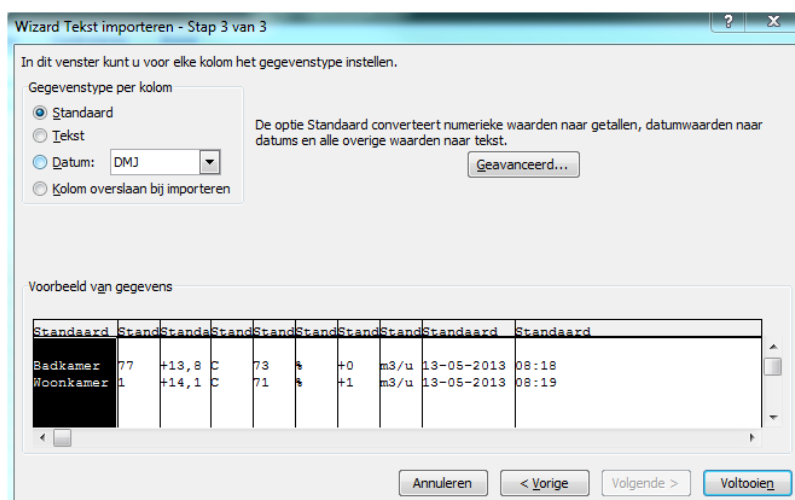 Wizard Tekst importeren - Stap 3 van 3
In dit venster kunt u voor elke kolom het gegevenstype instellen.
Gegevenstype per kolom
Standaard
Tekst
Datum: DMJ
Kolom overslaan bij importeren
De optie Standaard converteert numerieke waarden naar getallen, datumwaarden naar
datums en alle overige waarden naar tekst.
Geavanceerd...
Voorbeeld van gegevens
Standaard Stand Standa Stand Stand Stand Stand Stand Standaard Standaard
Badkamer 77 +13,8 C 73 % +0 m3/u 13-05-2013 08:18
Woonkamer 1 +14,1 C 71 % +1 m3/u 13-05-2013 08:19
Annuleren < Vorige Volgende > Voltooien